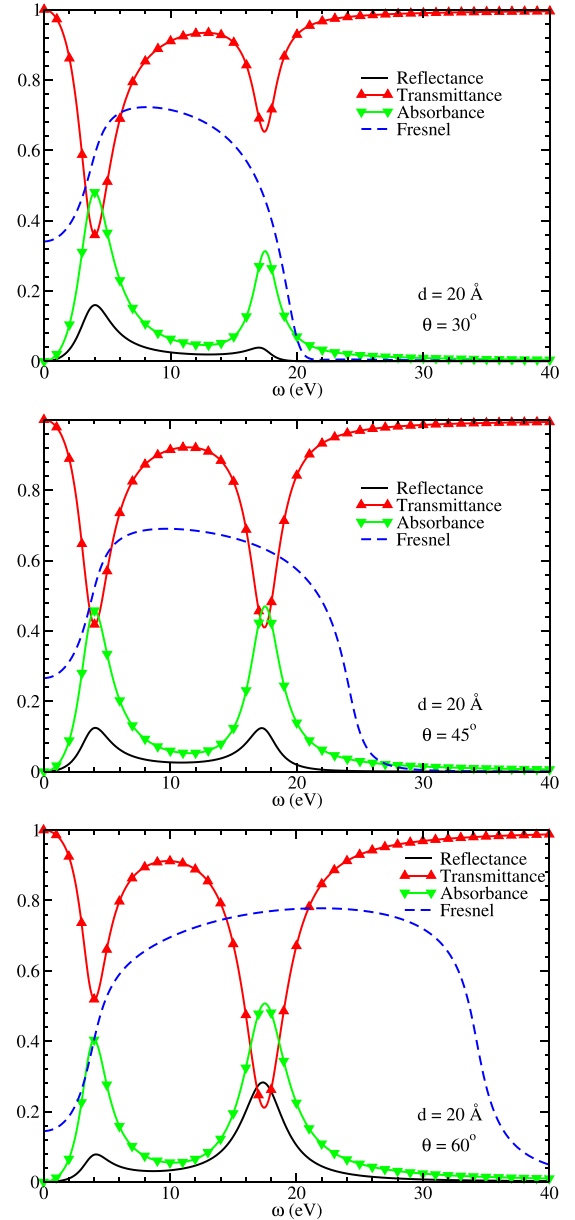 1
0.8
0.6
0.4
0.2
0
0 10 20 30 40
ω (eV)
Reflectance
Transmittance
Absorbance
Fresnel
d = 20 Å
θ = 30°
1
0.8
0.6
0.4
0.2
0
0 10 20 30 40
ω (eV)
Reflectance
Transmittance
Absorbance
Fresnel
d = 20 Å
θ = 45°
1
0.8
0.6
0.4
0.2
0
0 10 20 30 40
ω (eV)
Reflectance
Transmittance
Absorbance
Fresnel
d = 20 Å
θ = 60°